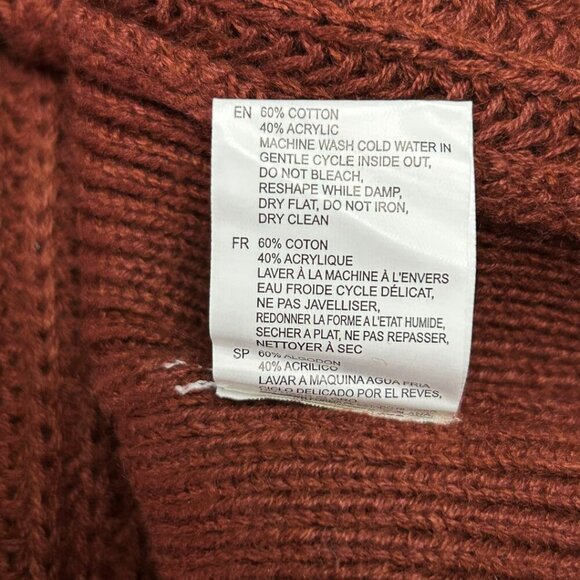 EN 60% COTTON
40% ACRYLIC
MACHINE WASH COLD WATER IN
GENTLE CYCLE INSIDE OUT,
DO NOT BLEACH,
RESHAPE WHILE DAMP,
DRY FLAT, DO NOT IRON,
DRY CLEAN
FR 60% COTON
40% ACRYLIQUE
LAVER À LA MACHINE À L'ENVERS
EAU FROIDE CYCLE DÉLICAT,
NE PAS JAVELLISER,
REDONNER LA FORME A L'ETAT HUMIDE,
SECHER A PLAT, NE PAS REPASSER,
NETTOYER À SEC
SP 60% ALGODON
40% ACRILICO
LAVAR A MAQUINA AGUA FRIA
CICLO DELICADO POR EL REVES,